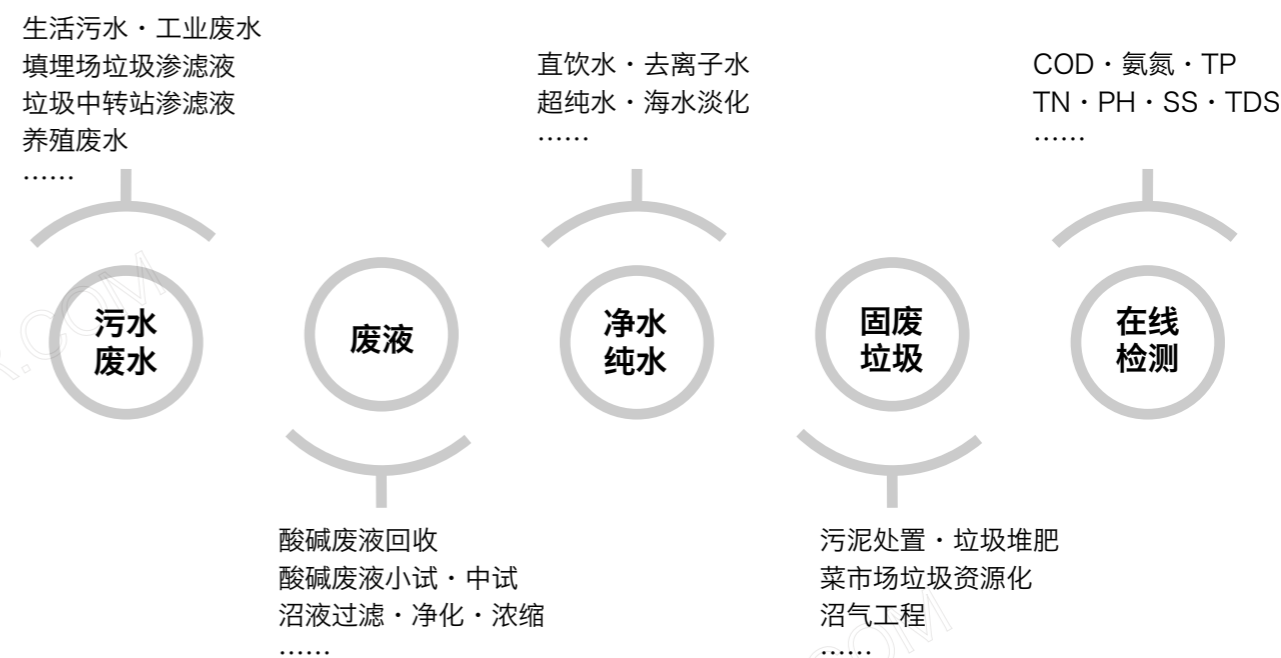 生活污水·工业废水
填埋场垃圾渗滤液
垃圾中转站渗滤液
养殖废水
……
污水
废水
废液
酸碱废液回收
酸碱废液小试·中试
沼液过滤·净化·浓缩
……
直饮水·去离子水
超纯水·海水淡化
……
净水
纯水
固废
垃圾
污泥处置·垃圾堆肥
菜市场垃圾资源化
沼气工程
……
COD·氨氮·TP
TN·PH·SS·TDS
……
在线
检测